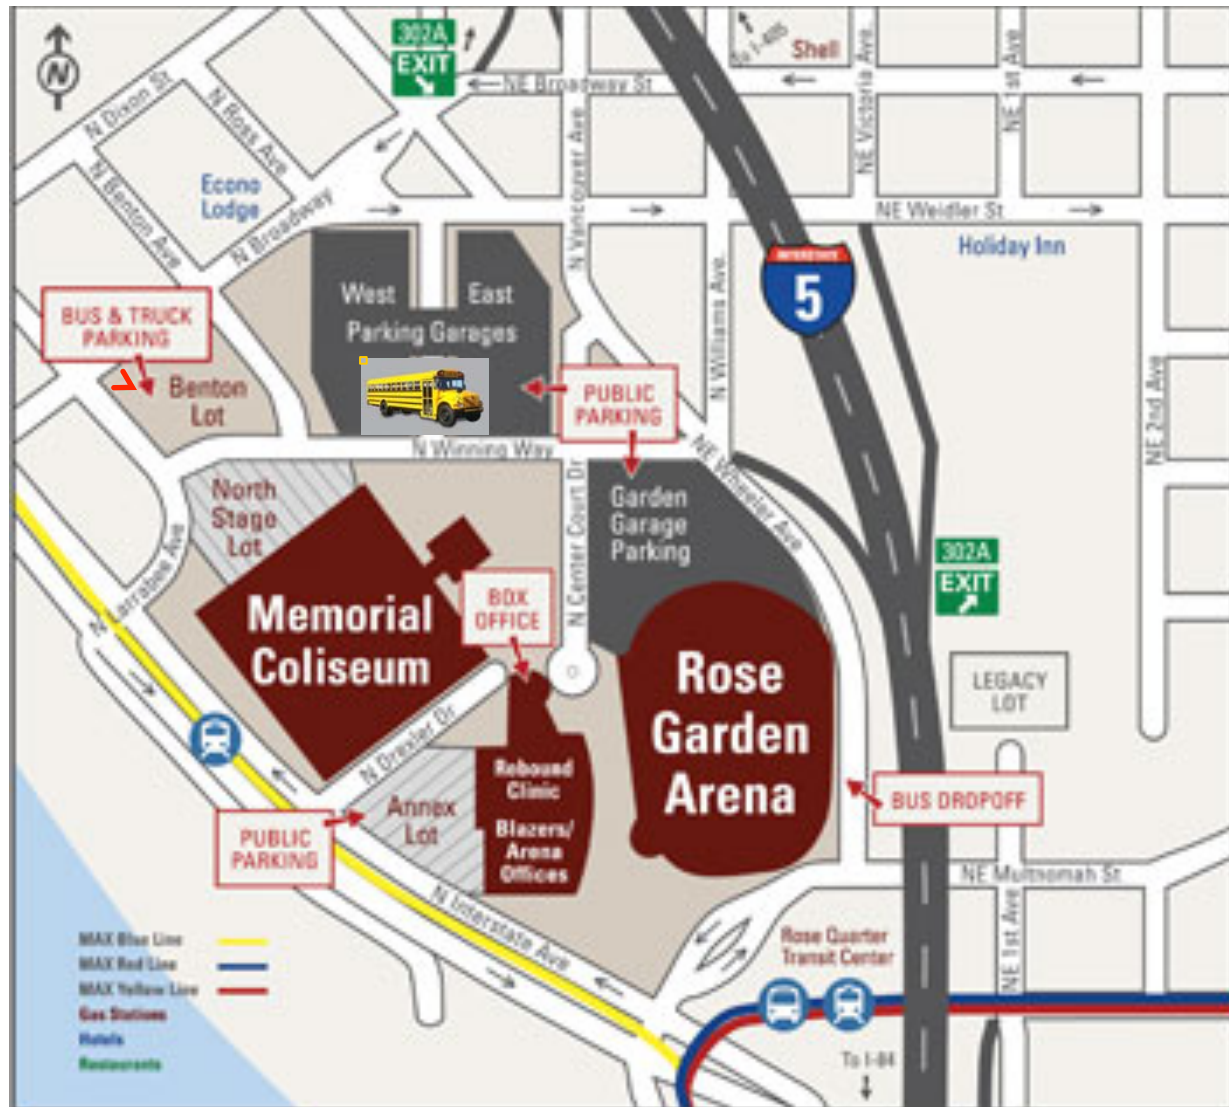 302A
EXIT
To I-405
Shell
NE Broadway St
N Dixon St
N Ross Ave
N Vancouver Ave
NE Victoria Ave.
NE 1st Ave
N
Econo
Lodge
N Benton Ave
N Broadway
NE Weidler St
Holiday Inn
INTERSTATE
5
West
East
Parking Garages
BUS & TRUCK
PARKING
Benton
Lot
PUBLIC
PARKING
N Williams Ave.
NE 2nd Ave
N Winning Way
NE Wheeler Ave
North
Stage
Lot
Garden
Garage
Parking
N Center Court Dr
N Larrabee Ave
302A
EXIT
BOX
OFFICE
Memorial
Coliseum
Rose
Garden
Arena
LEGACY
LOT
N Drexler Dr
Rebound
Clinic
Blazers/
Arena
Offices
BUS DROPOFF
Annex
Lot
PUBLIC
PARKING
NE Multnomah St
N Interstate Ave
NE 1st Ave
Rose Quarter
Transit Center
MAX Blue Line
MAX Red Line
MAX Yellow Line
Gas Stations
Hotels
Restaurants
To I-84